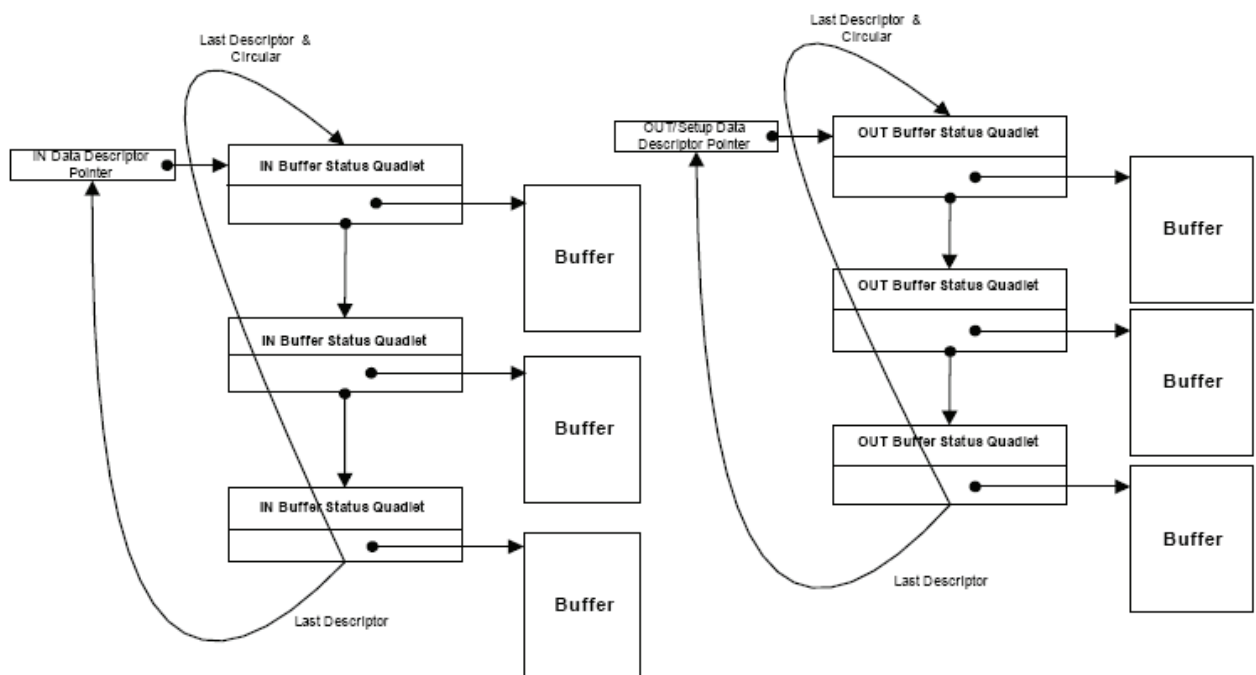 Last Descriptor &
Circular
IN Data Descriptor
Pointer
IN Buffer Status Quadlet
Buffer
IN Buffer Status Quadlet
Buffer
IN Buffer Status Quadlet
Buffer
Last Descriptor
Last Descriptor &
Circular
OUT/Setup Data
Descriptor Pointer
OUT Buffer Status Quadlet
Buffer
OUT Buffer Status Quadlet
Buffer
OUT Buffer Status Quadlet
Buffer
Last Descriptor